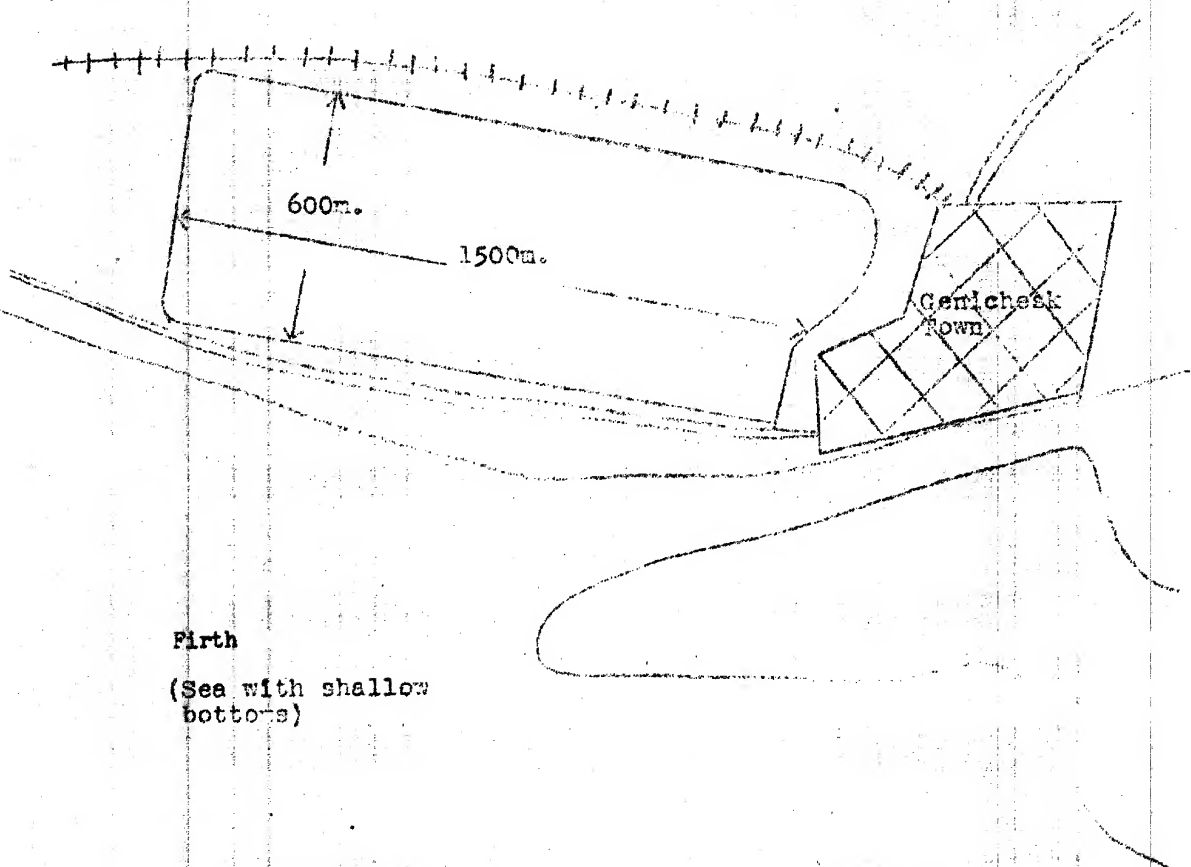 600m.
1500m.
Genichesk
Town
Firth
(Sea with shallow
bottoms)